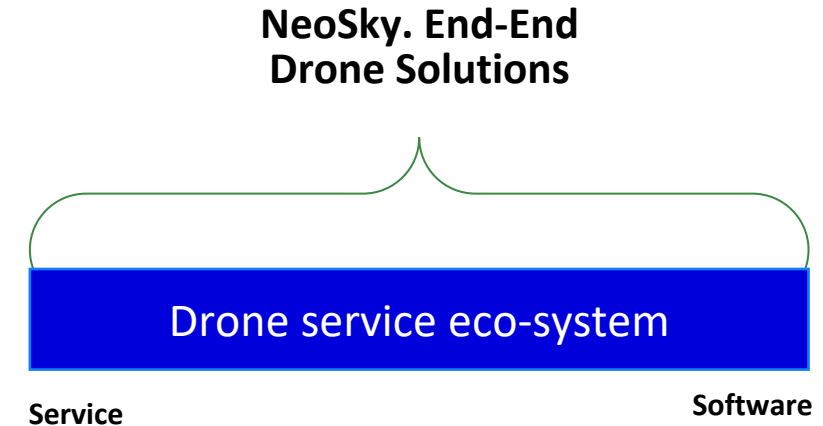 NeoSky. End-End
Drone Solutions
Drone service eco-system
Service
Software